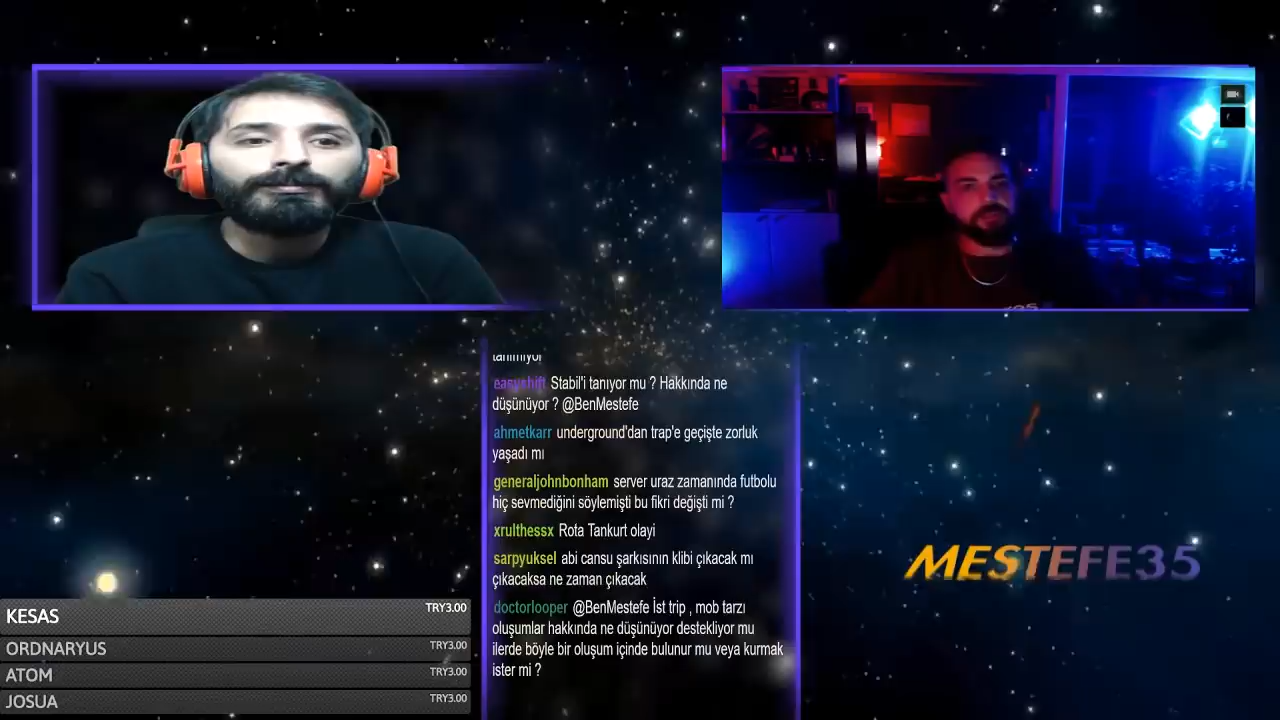 tanımıyor
easyshift Stabil'i tanıyor mu ? Hakkında ne
düşünüyor ? @BenMestefe
ahmetkarr underground'dan trap'e geçişte zorluk
yaşadı mı
generaljohnbonham server uraz zamanında futbolu
hiç sevmediğini söylemişti bu fikri değişti mi ?
xrulthessx Rota Tankurt olayi
sarpyuksel abi cansu şarkısının klibi çıkacak mı
çıkacaksa ne zaman çıkacak
doctorlooper @BenMestefe İst trip , mob tarzı
oluşumlar hakkında ne düşünüyor destekliyor mu
ilerde böyle bir oluşum içinde bulunur mu veya kurmak
ister mi ?
MESTEFE35
KESAS TRY3.00
ORDNARYUS TRY3.00
ATOM TRY3.00
JOSUA TRY3.00